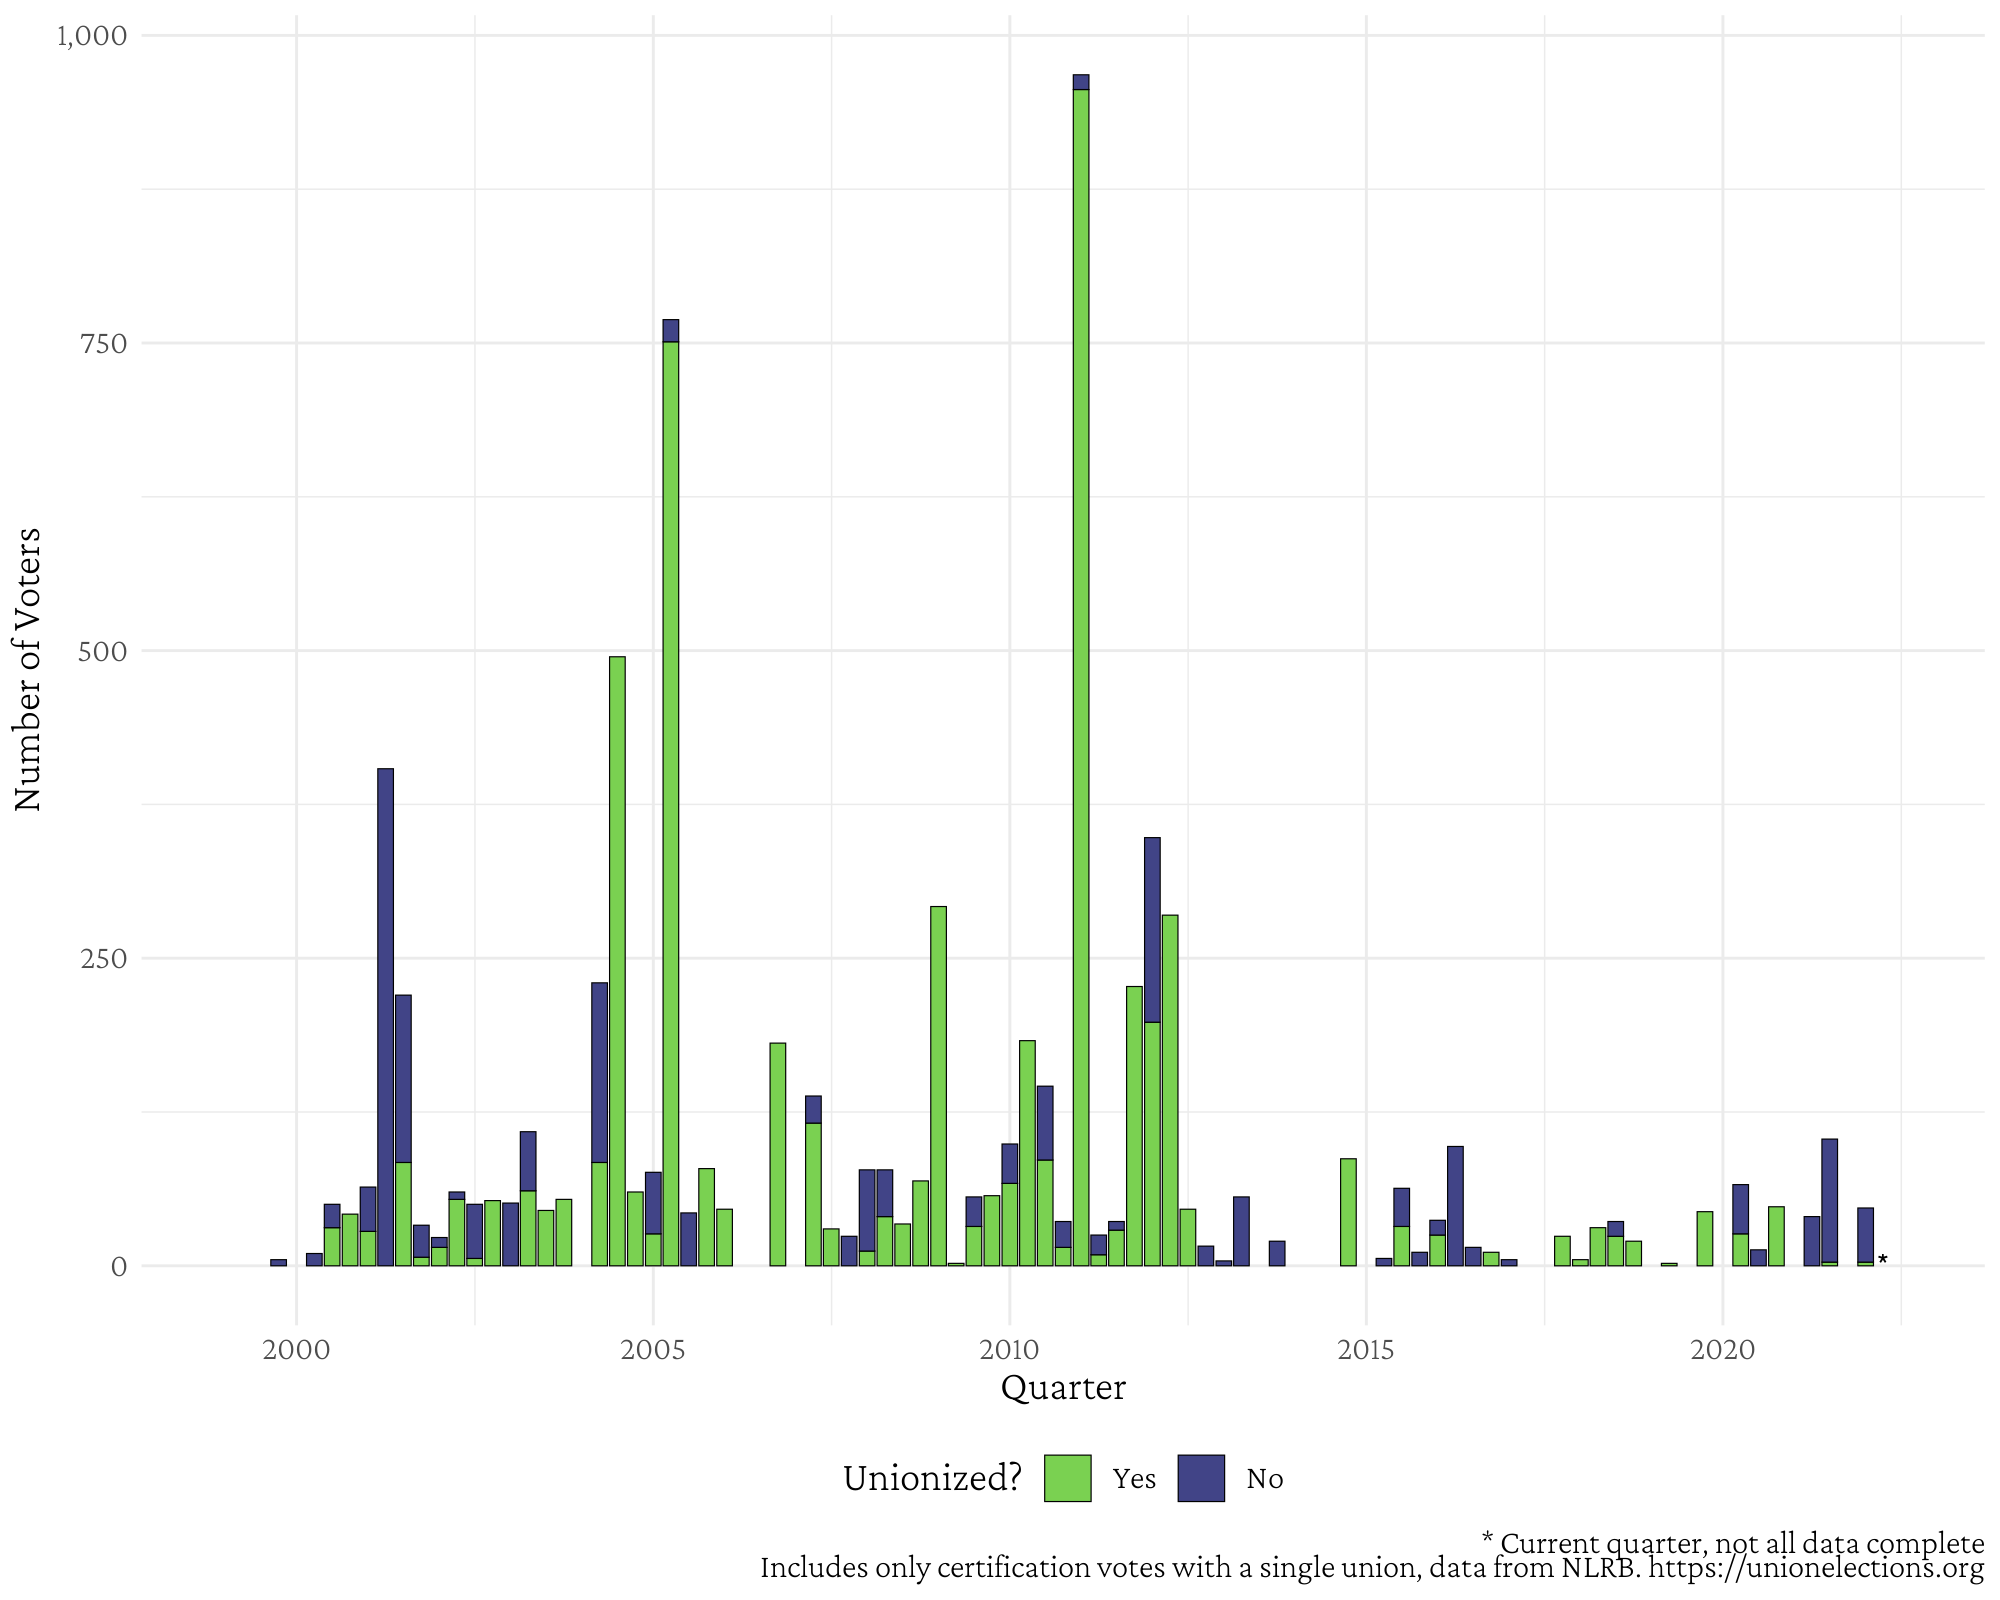 1,000
750
500
250
0
Number of Voters
*
2000 2005 2010 2015 2020
Quarter
Unionized? Yes No
* Current quarter, not all data complete
Includes only certification votes with a single union, data from NLRB. https://unionelections.org